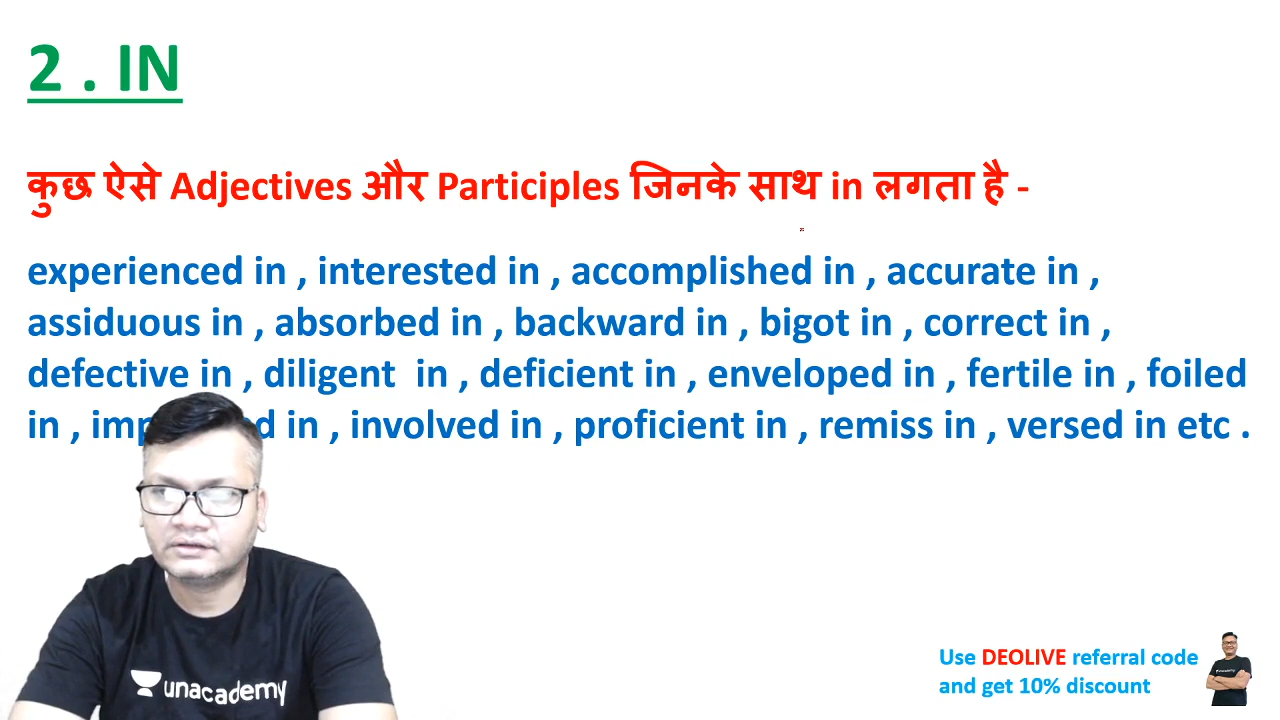 2 . IN
कुछ ऐसे Adjectives और Participles जिनके साथ in लगता है -
experienced in , interested in , accomplished in , accurate in ,
assiduous in , absorbed in , backward in , bigot in , correct in ,
defective in , diligent in , deficient in , enveloped in , fertile in , foiled
in , in , involved in , proficient in , remiss in , versed in etc .
unacademy
Use DEOLIVE referral code
and get 10% discount